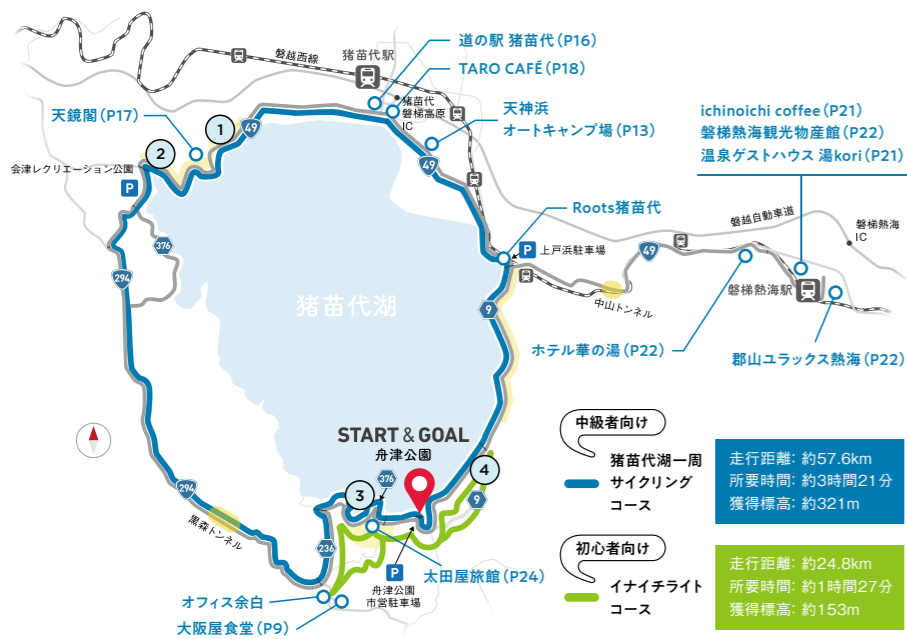 磐越西線
猪苗代駅
道の駅 猪苗代(P16)
TARO CAFÉ(P18)
猪苗代
磐梯高原
IC
天神浜
オートキャンプ場(P13)
天鏡閣(P17)
1
49
2
会津レクリエーション公園
P
49
ichinoichi coffee(P21)
磐梯熱海観光物産館(P22)
温泉ゲストハウス 湯kori(P21)
Roots猪苗代
P
上戸浜駐車場
磐越自動車道
磐梯熱海
IC
49
376
294
猪苗代湖
9
中山トンネル
磐梯熱海駅
ホテル華の湯(P22)
郡山ユラックス熱海(P22)
START & GOAL
舟津公園
376
3
4
9
294
黒森トンネル
236
太田屋旅館(P24)
P
舟津公園
市営駐車場
オフィス余白
大阪屋食堂(P9)
中級者向け
猪苗代湖一周
サイクリング
コース
走行距離: 約57.6km
所要時間: 約3時間21分
獲得標高: 約321m
初心者向け
イナイチライト
コース
走行距離: 約24.8km
所要時間: 約1時間27分
獲得標高: 約153m